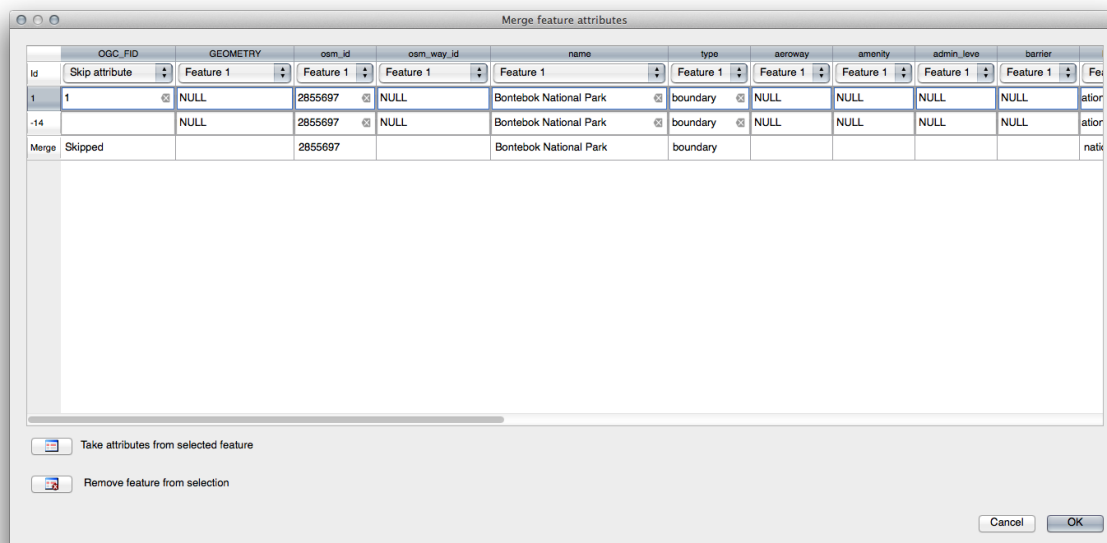 Merge feature attributes
OGC_FID GEOMETRY osm_id osm_way_id name type aeroway amenity admin_leve barrier
Id Skip attribute Feature 1 Feature 1 Feature 1 Feature 1 Feature 1 Feature 1 Feature 1 Feature 1 Feature 1 Fea
1 1 NULL 2855697 NULL Bontebok National Park boundary NULL NULL NULL NULL ation
-14 NULL 2855697 NULL Bontebok National Park boundary NULL NULL NULL NULL ation
Merge Skipped 2855697 Bontebok National Park boundary natio
Take attributes from selected feature
Remove feature from selection
Cancel OK